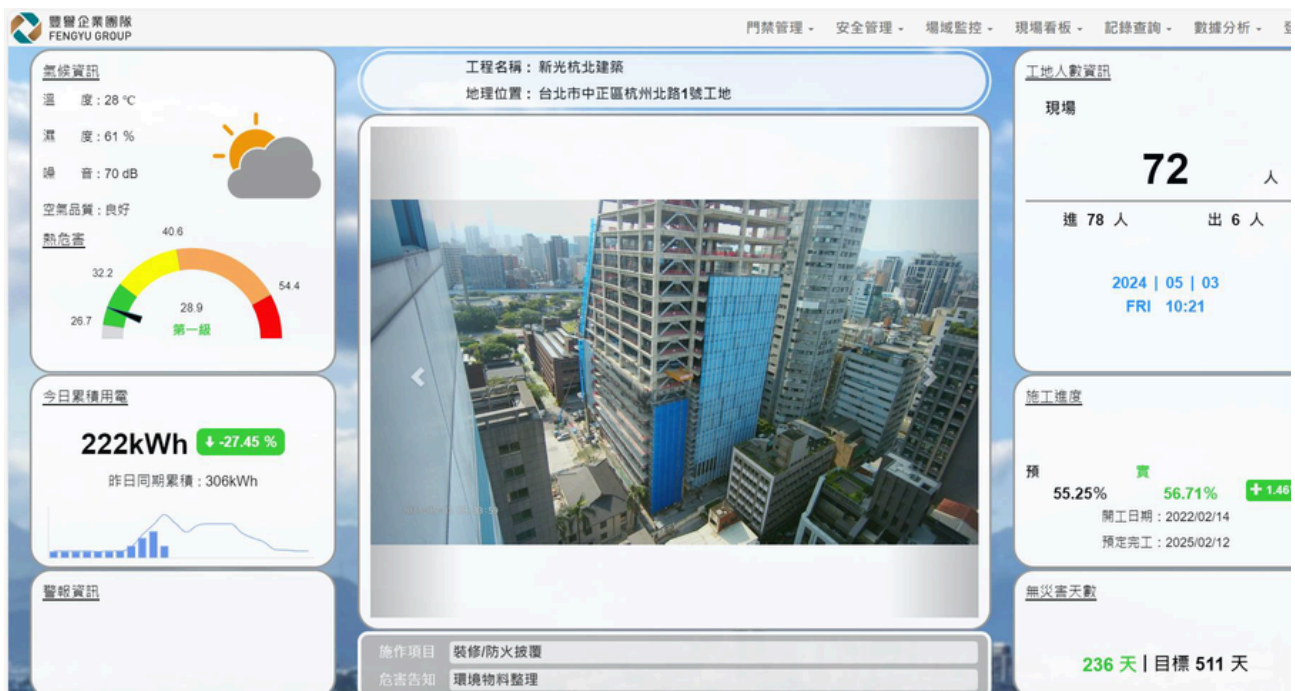 豐譽企業團隊
FENGYU GROUP
門禁管理
安全管理
場域監控
現場看板
記錄查詢
數據分析
氣候資訊
溫 度：28 ℃
濕 度：61 %
噪 音：70 dB
空氣品質：良好
熱危害
26.7
32.2
40.6
54.4
28.9
第一級
今日累積用電
222kWh
-27.45 %
昨日同期累積：306kWh
警報資訊
工程名稱：新光杭北建築
地理位置：台北市中正區杭州北路1號工地
施作項目 裝修/防火披覆
危害告知 環境物料整理
工地人數資訊
現場
72 人
進 78 人 出 6 人
2024 | 05 | 03
FRI 10:21
施工進度
預 55.25%
實 56.71%
開工日期：2022/02/14
預定完工：2025/02/12
無災害天數
236 天 | 目標 511 天